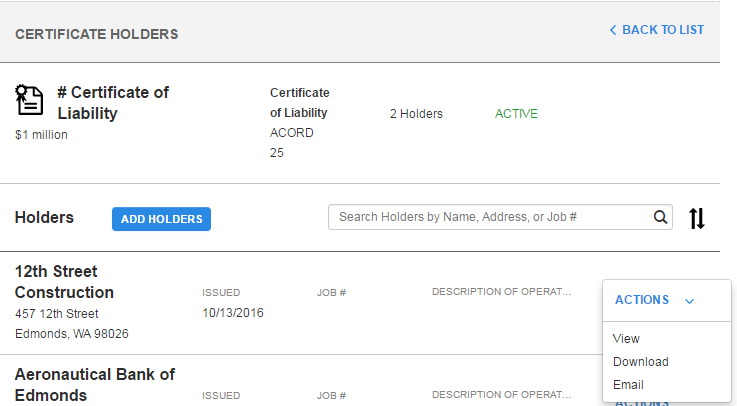 CERTIFICATE HOLDERS
BACK TO LIST
# Certificate of
Liability
$1 million
Certificate
of Liability
ACORD
25
2 Holders
ACTIVE
Holders
ADD HOLDERS
Search Holders by Name, Address, or Job #
12th Street
Construction
457 12th Street
Edmonds, WA 98026
ISSUED
10/13/2016
JOB #
DESCRIPTION OF OPERAT...
ACTIONS
View
Download
Email
Aeronautical Bank of
Edmonds
ISSUED
JOB #
DESCRIPTION OF OPERAT...
ACTIONS